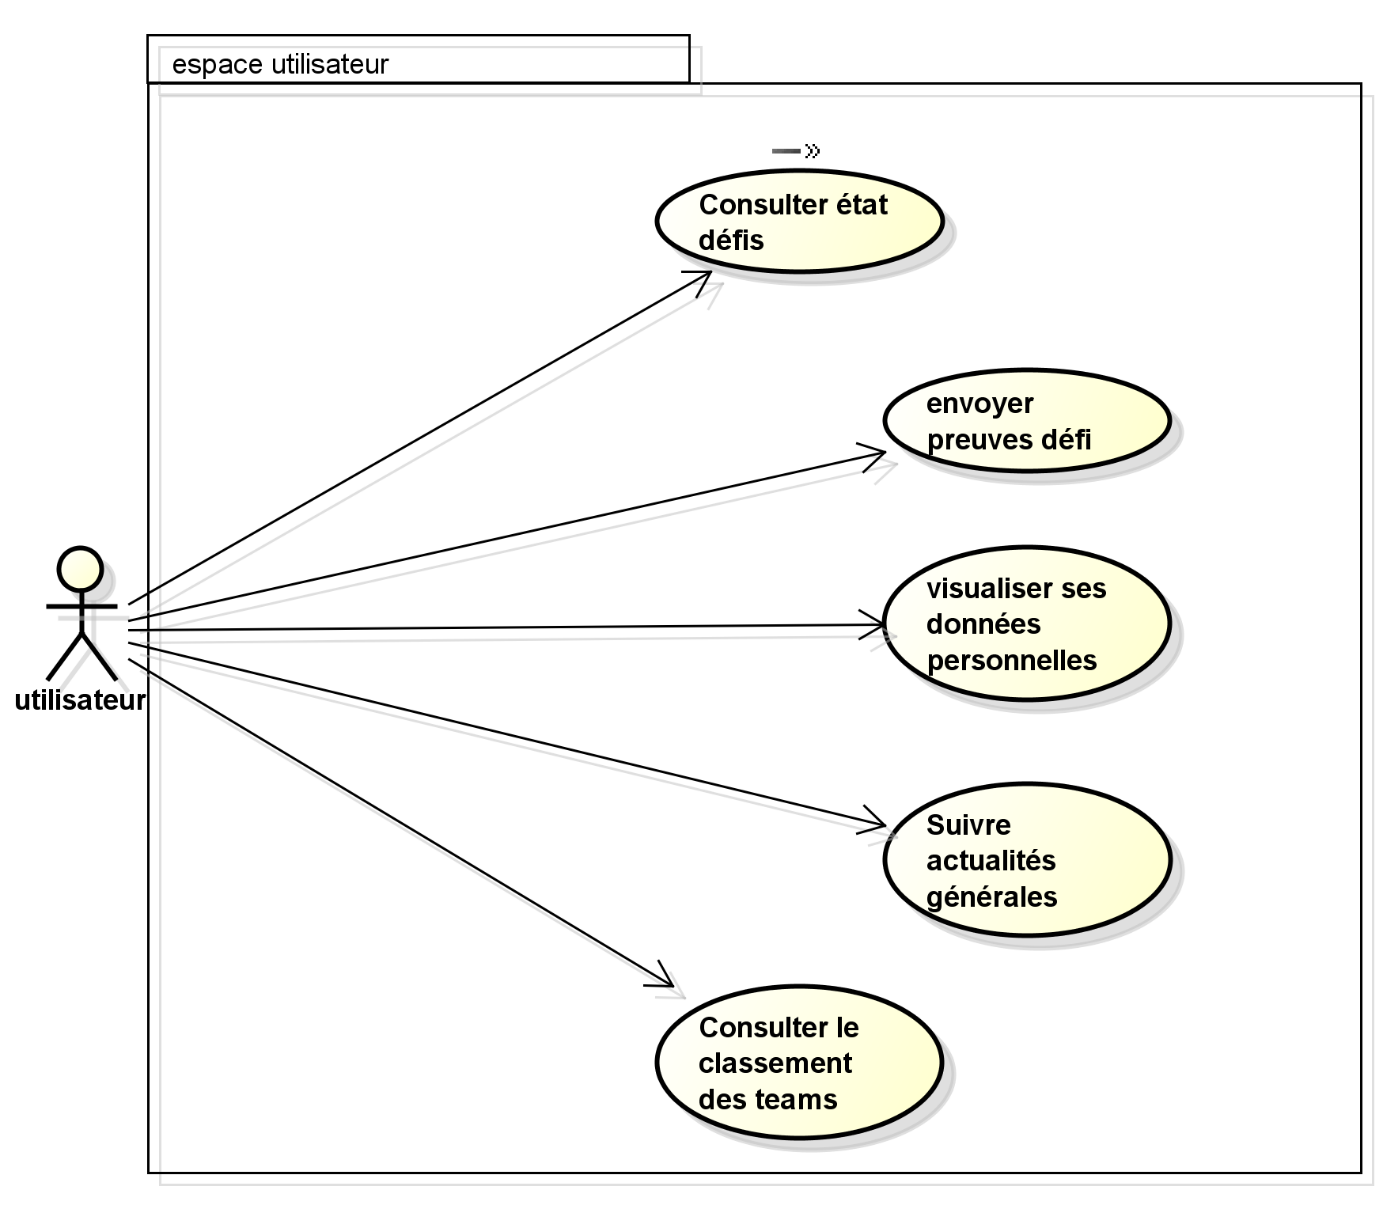 espace utilisateur
Consulter état
défis
envoyer
preuves défi
visualiser ses
données
personnelles
utilisateur
Suivre
actualités
générales
Consulter le
classement
des teams